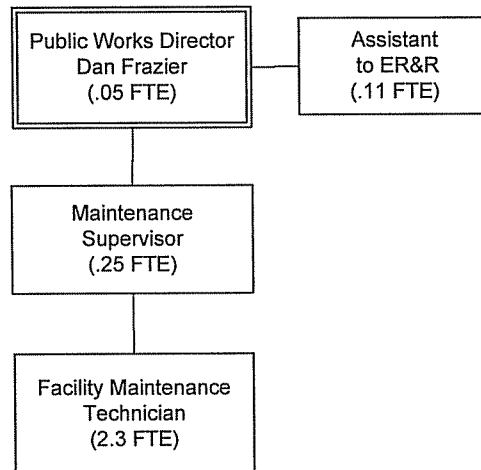 Public Works Director
Dan Frazier
(.05 FTE)
Assistant
to ER&R
(.11 FTE)
Maintenance
Supervisor
(.25 FTE)
Facility Maintenance
Technician
(2.3 FTE)